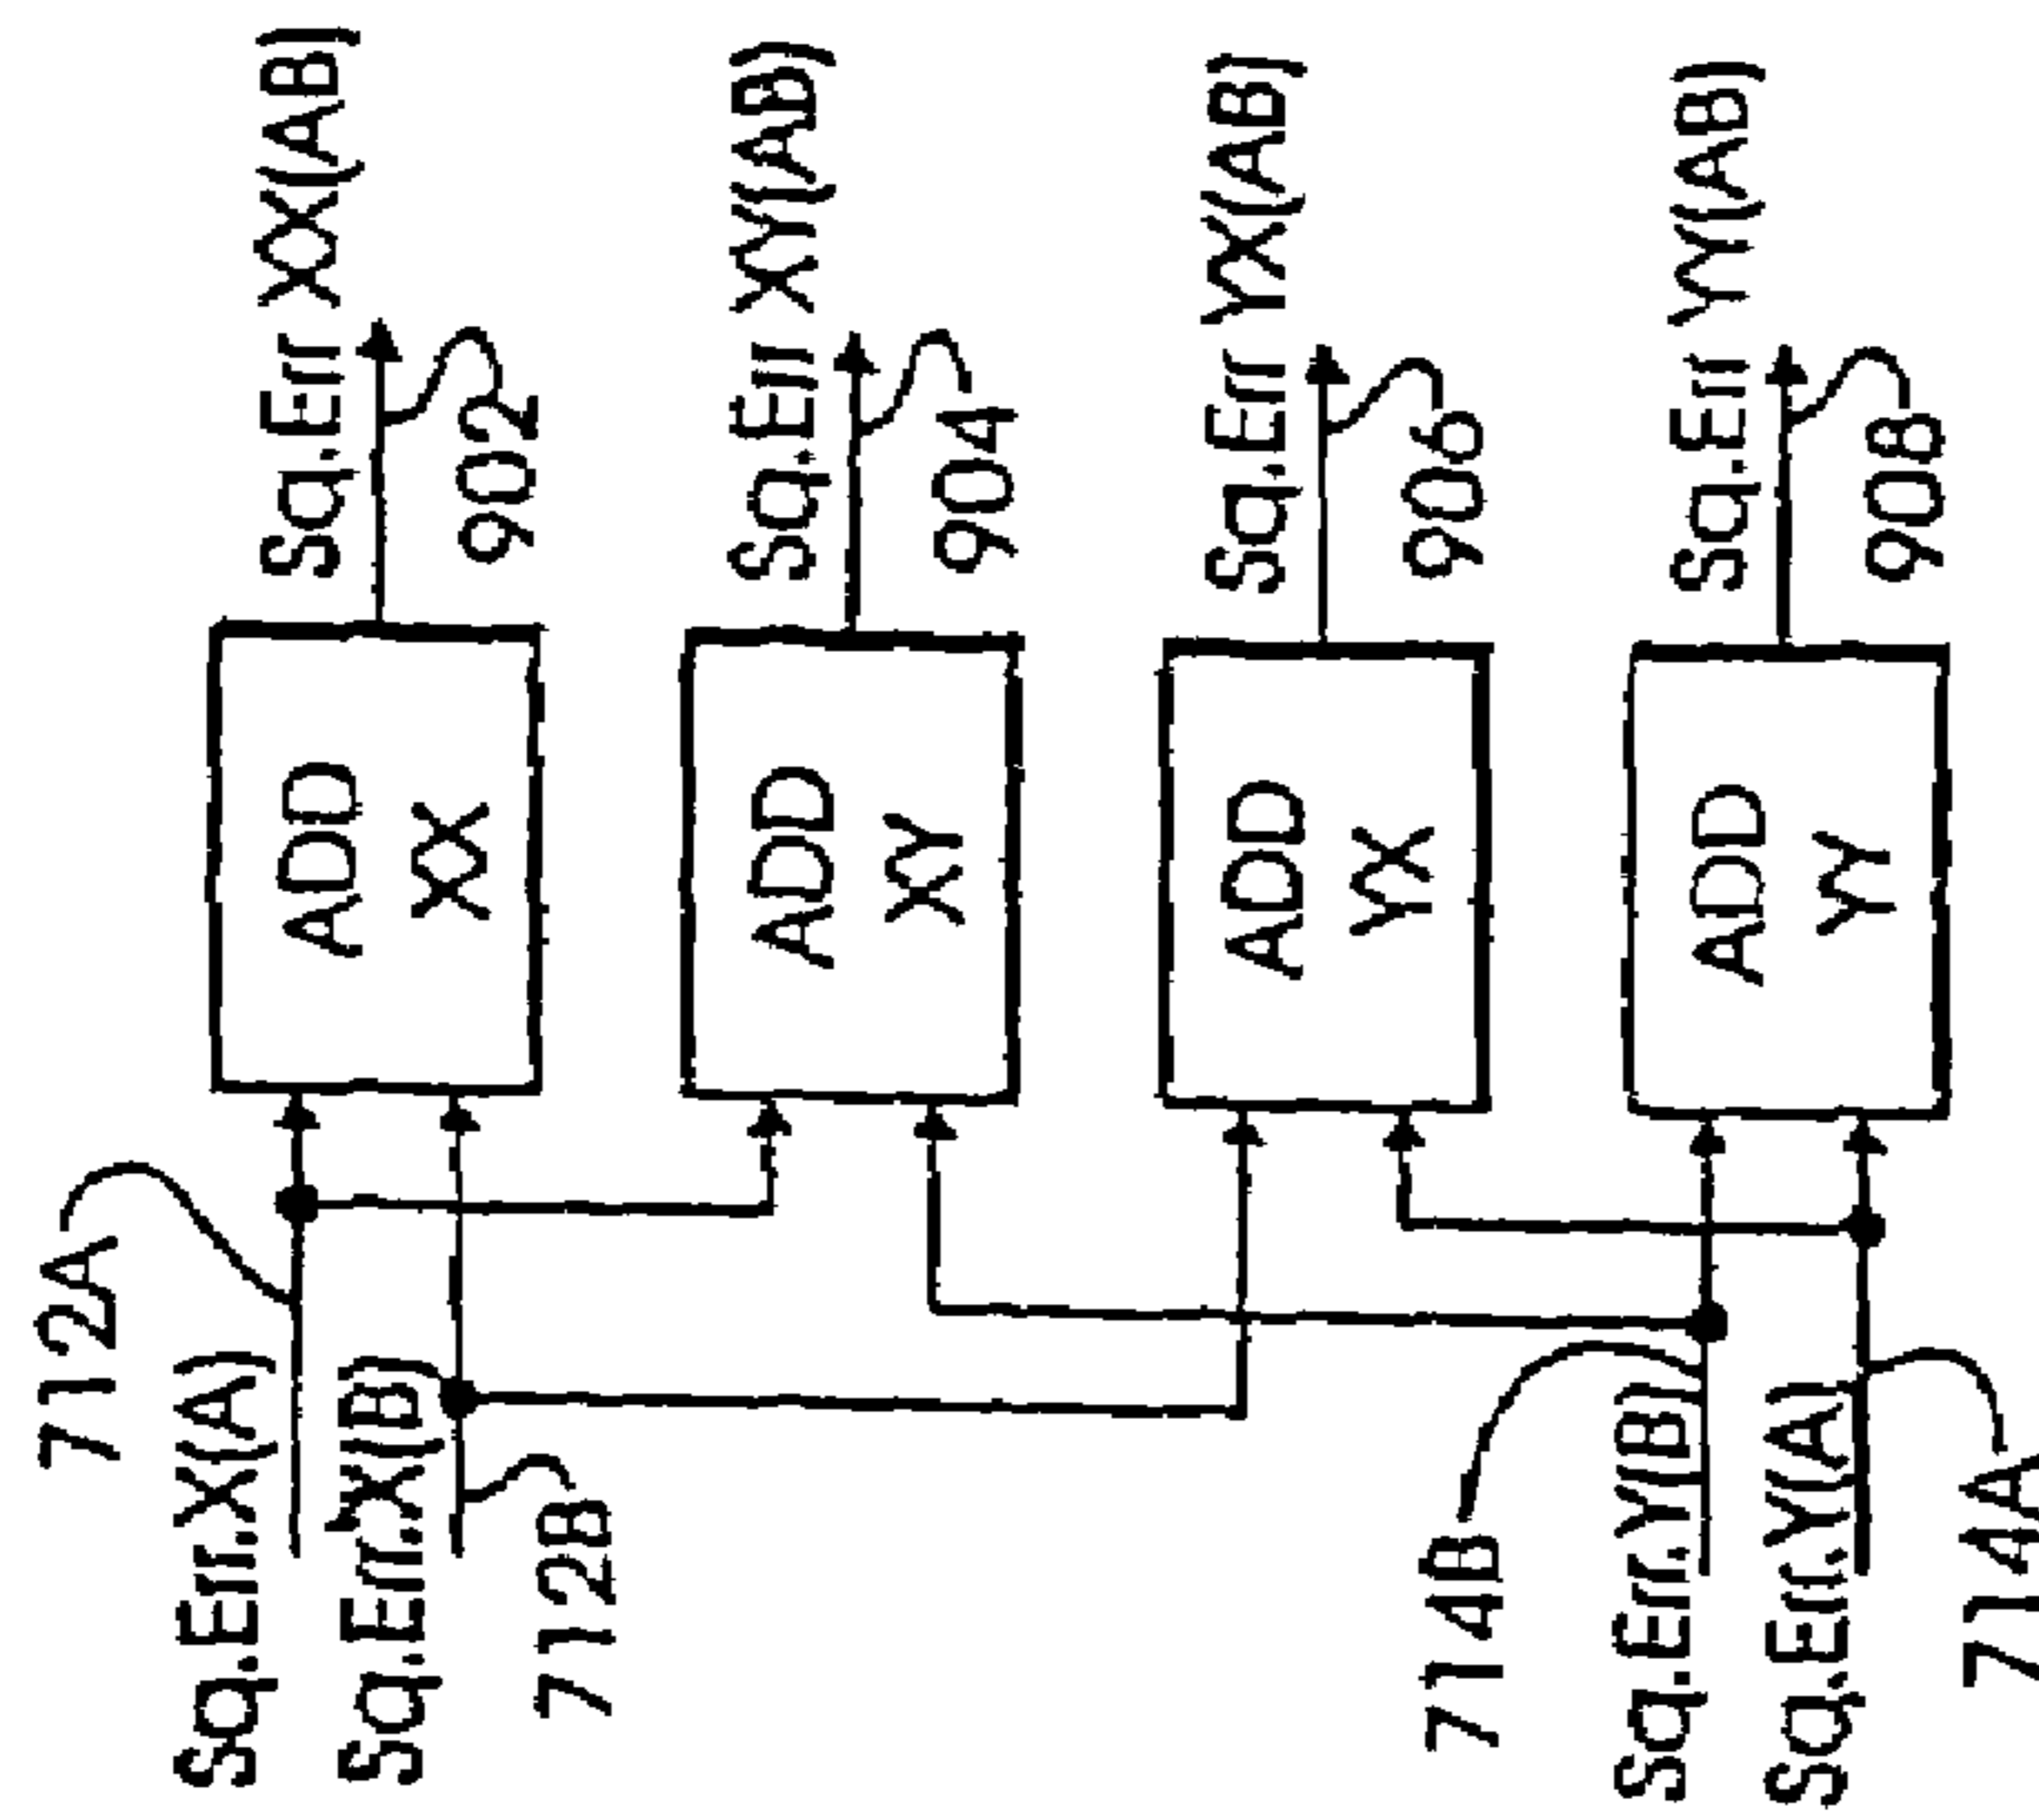 712A
Sq.Err.X(A)
Sq.Err.X(B)
712B
714B
Sq.Err.Y(B)
Sq.Err.Y(A)
714A
ADD
XX
ADD
XY
ADD
YX
ADD
YY
Sq.Err XX(AB)
902
Sq.Err XY(AB)
904
Sq.Err YX(AB)
906
Sq.Err YY(AB)
908